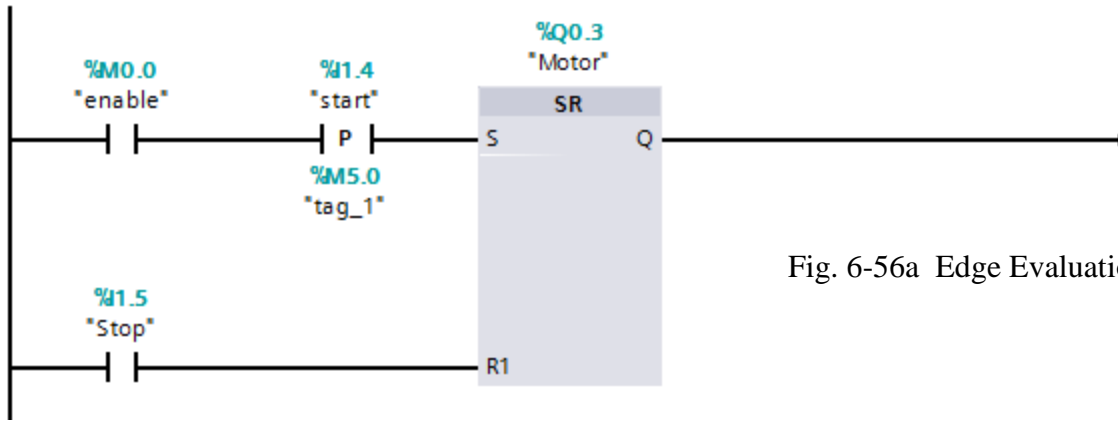 %Q0.3
"Motor"
%M0.0
"enable"
%I1.4
"start"
SR
P
S
Q
%M5.0
"tag_1"
Fig. 6-56a Edge
%I1.5
"Stop"
R1